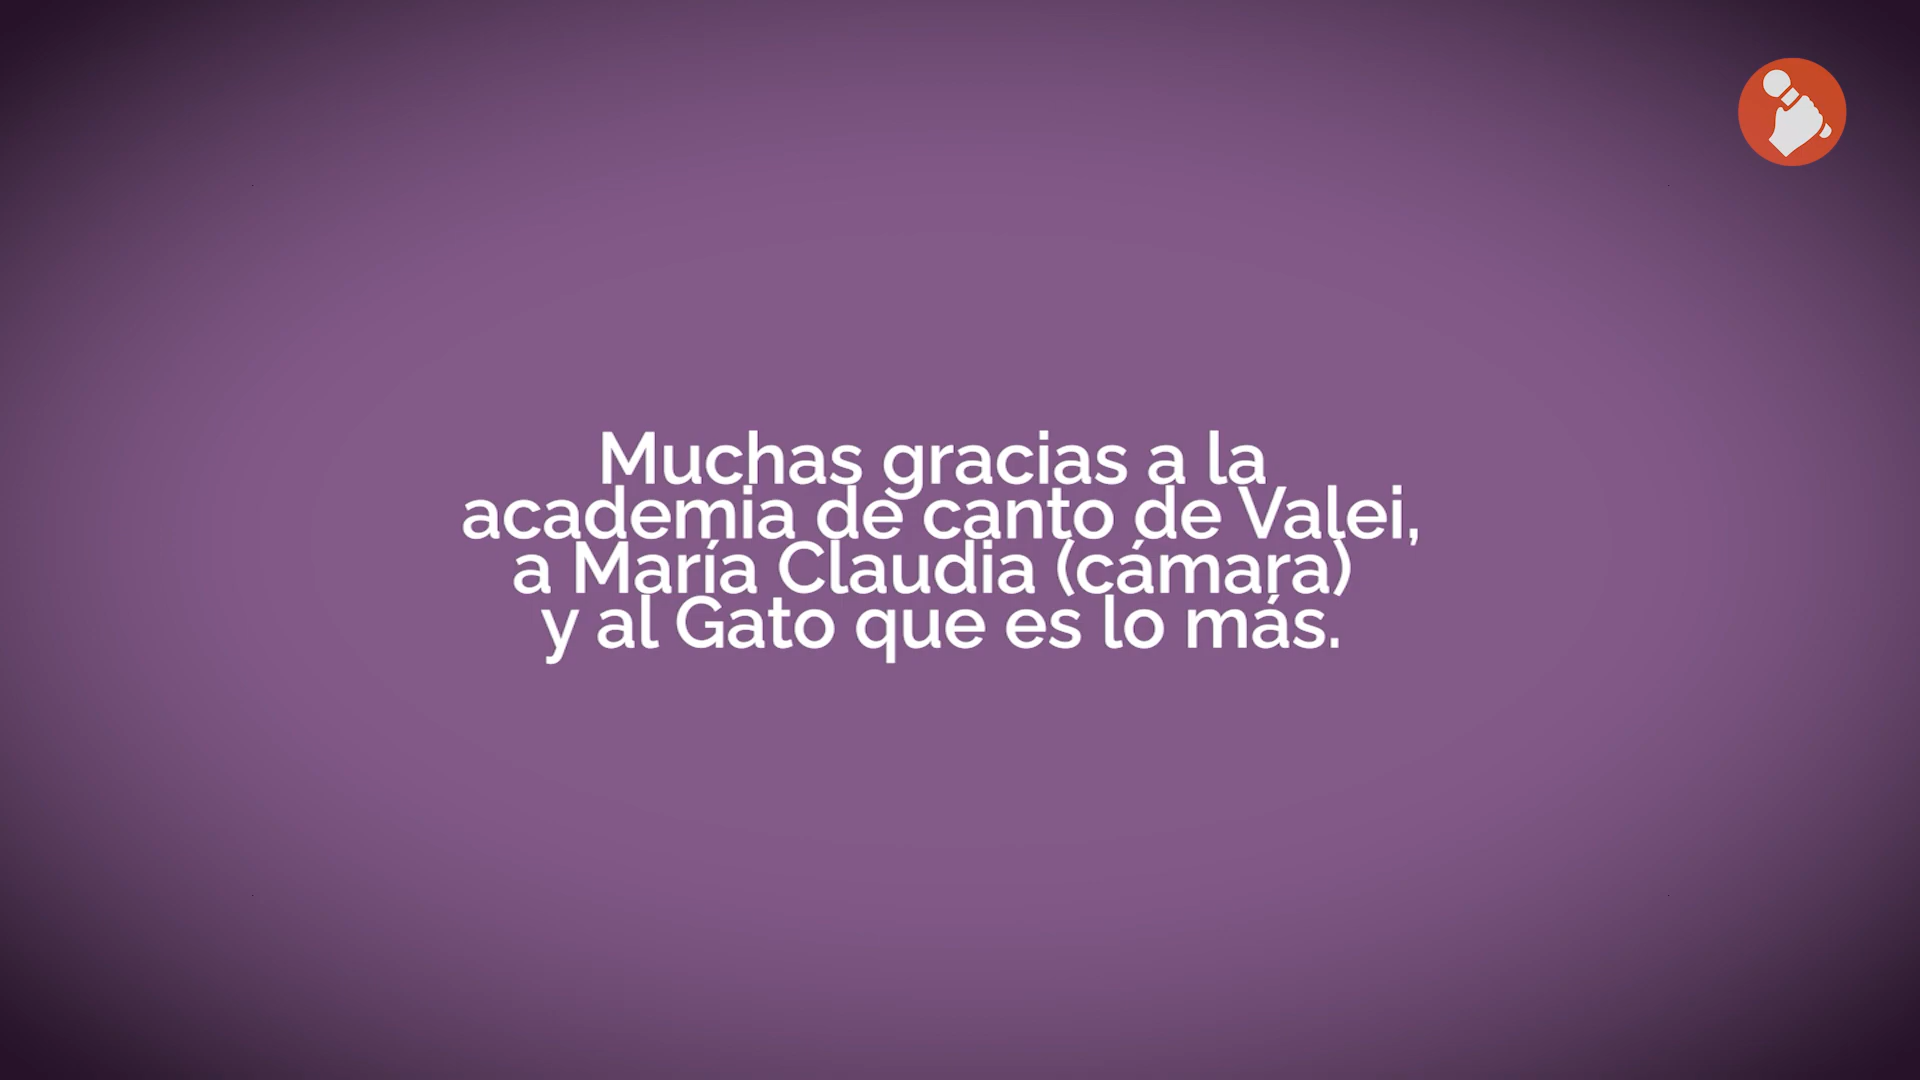 Muchas gracias a la
academia de canto de Valei,
a María Claudia (cámara)
y al Gato que es lo más.